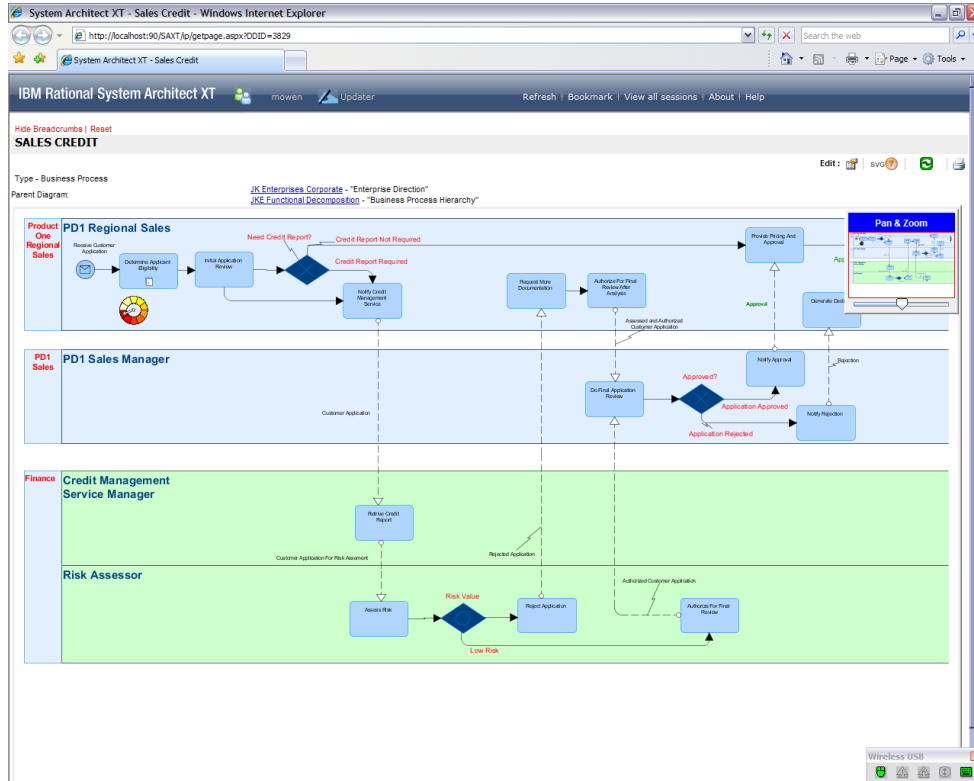 System Architect XT - Sales Credit - Windows Internet Explorer
http://localhost:90/SAXT/ip/getpage.aspx?DDID=3829
Search the web
System Architect XT - Sales Credit
Page
Tools
IBM Rational System Architect XT
mowen
Updater
Refresh | Bookmark | View all sessions | About | Help
Hide Breadcrumbs | Reset
SALES CREDIT
Edit :
SVG
Type - Business Process
Parent Diagram:
JK Enterprises Corporate - "Enterprise Direction"
JKE Functional Decomposition - "Business Process Hierarchy"
Product
One
Regional
Sales
PD1 Regional Sales
Receive Customer
Application
Determine Applicant
Eligibility
Initial Application
Review
Need Credit Report?
Credit Report Not Required
Credit Report Required
Notify Credit
Management
Service
Request More
Documentation
Authorize For Final
Review After
Analysis
Assessed and Authorized
Customer Application
Provide Pricing And
Approval
Approval
App
Generate Decli
Pan & Zoom
PD1
Sales
PD1 Sales Manager
Customer Application
Do Final Application
Review
Approved?
Application Approved
Application Rejected
Notify Approval
Rejection
Notify Rejection
Finance
Credit Management
Service Manager
Retrive Credit
Report
Customer Application For Risk Assement
Rejected Application
Risk Assessor
Assess Risk
Risk Value
Low Risk
Reject Application
Authorized Customer Application
Authorize For Final
Review
Wireless USB